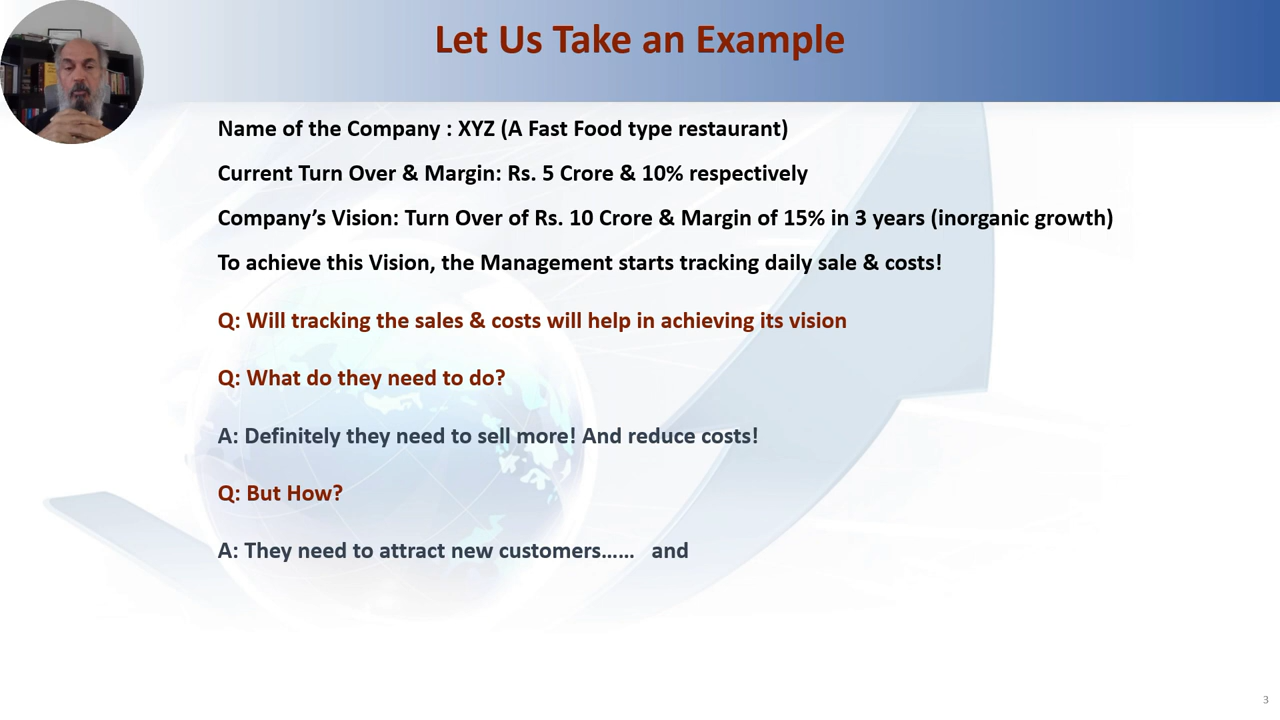 Let Us Take an Example
Name of the Company : XYZ (A Fast Food type restaurant)
Current Turn Over & Margin: Rs. 5 Crore & 10% respectively
Company’s Vision: Turn Over of Rs. 10 Crore & Margin of 15% in 3 years (inorganic growth)
To achieve this Vision, the Management starts tracking daily sale & costs!
Q: Will tracking the sales & costs will help in achieving its vision
Q: What do they need to do?
A: Definitely they need to sell more! And reduce costs!
Q: But How?
A: They need to attract new customers…… and
3